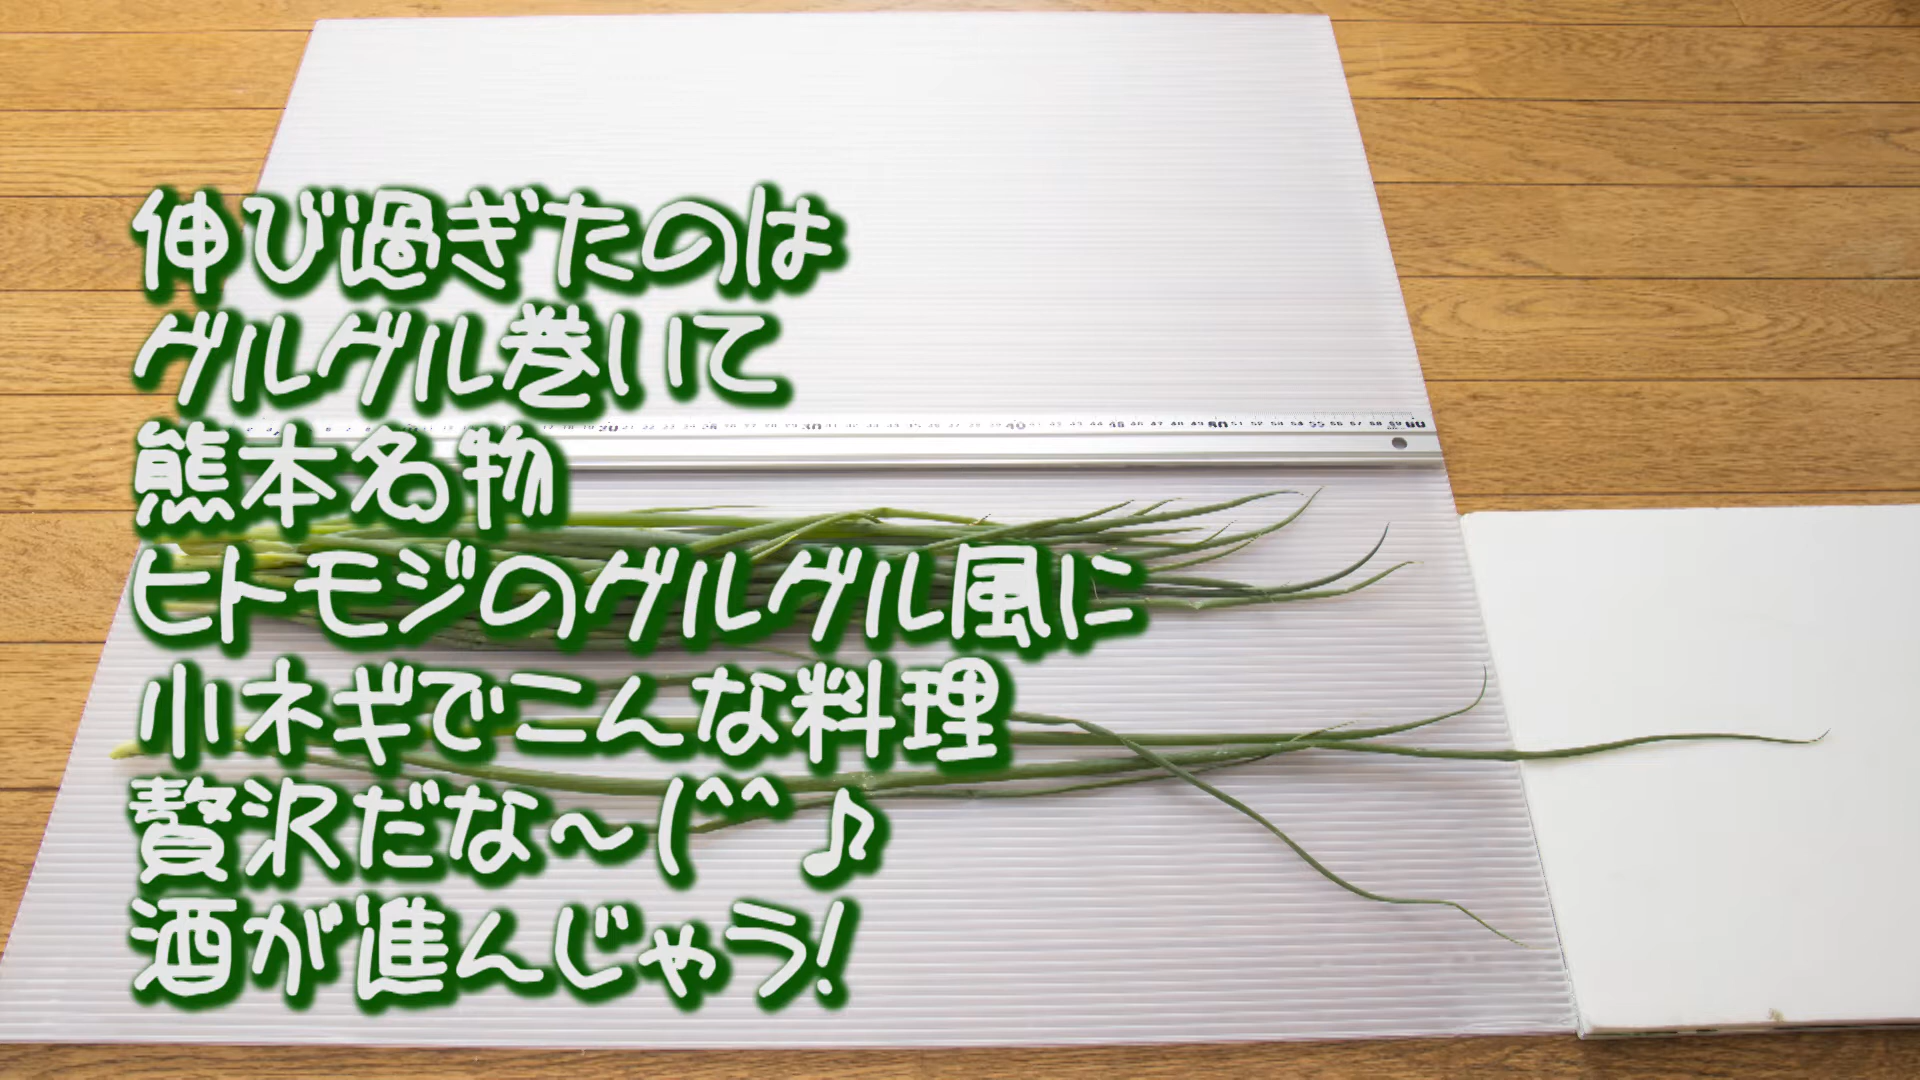 伸び過ぎたのは
グルグル巻いて
熊本名物
ヒトモジのグルグル風に
小ネギでこんな料理
贅沢だな～(^^♪
酒が進んじゃう!